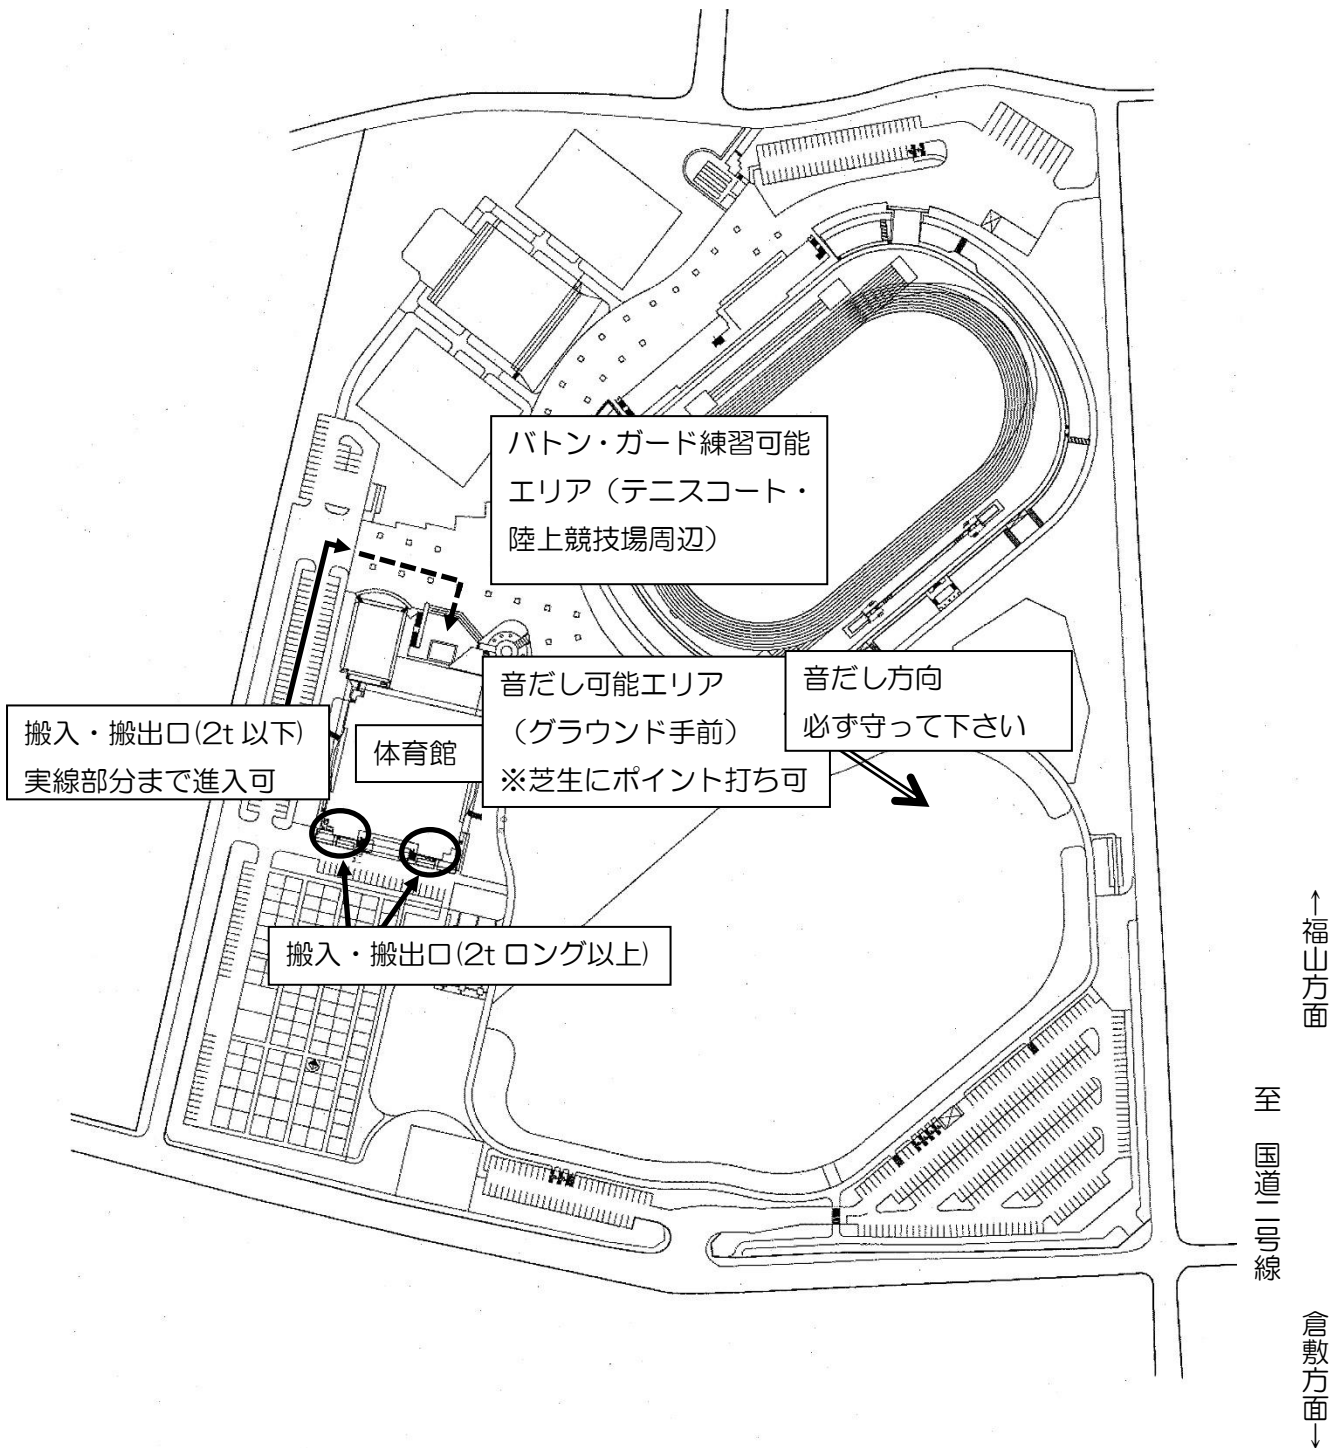 バトン・ガード練習可能
エリア（テニスコート・
陸上競技場周辺）
音だし可能エリア
（グラウンド手前）
※芝生にポイント打ち可
音だし方向
必ず守って下さい
搬入・搬出口(2t 以下)
実線部分まで進入可
体育館
搬入・搬出口(2t ロング以上)
←福山方面
至 国道二号線
倉敷方面→